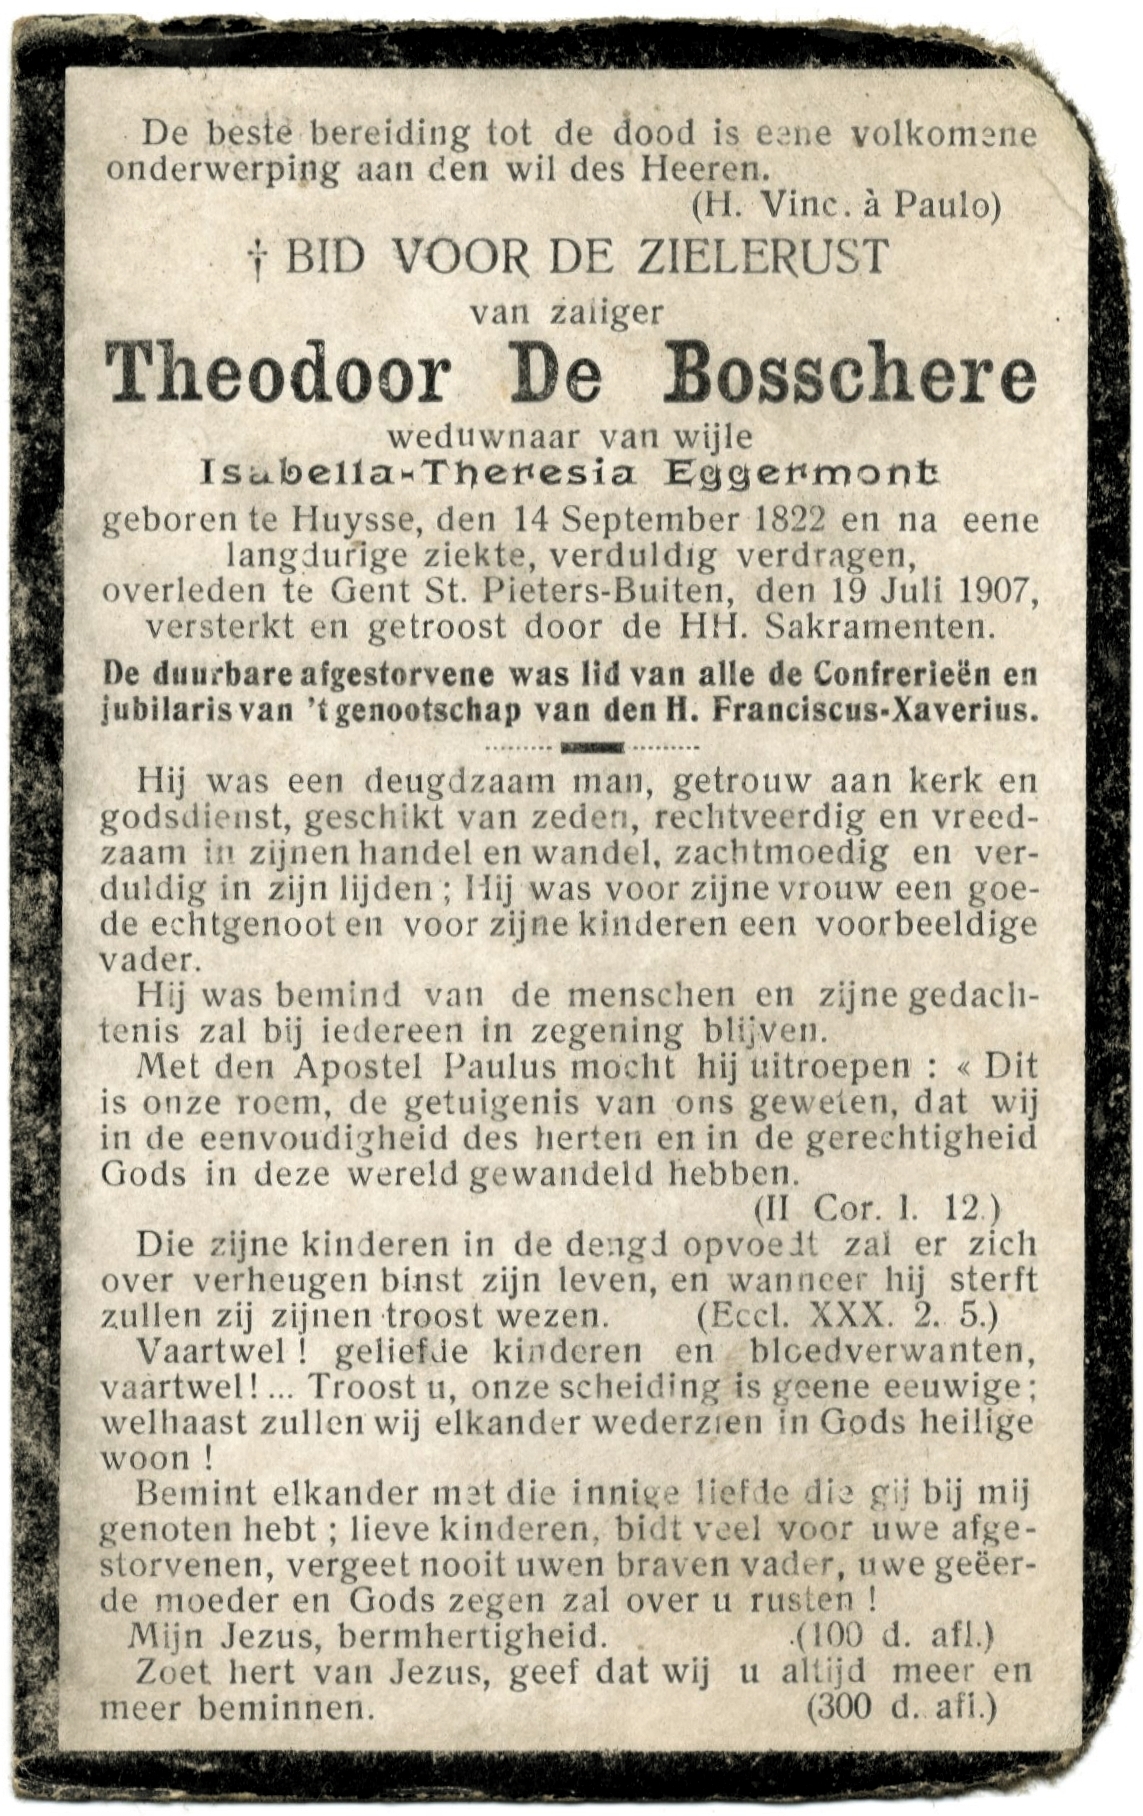 De beste bereiding tot de dood is eene volkomene
onderwerping aan den wil des Heeren.
(H. Vinc. à Paulo)
† BID VOOR DE ZIELERUST
van zaliger
Theodoor De Bosschere
weduwnaar van wijle
Isabella-Theresia Eggermont
geboren te Huysse, den 14 September 1822 en na eene
langdurige ziekte, verduldig verdragen,
overleden te Gent St. Pieters-Buiten, den 19 Juli 1907,
versterkt en getroost door de HH. Sakramenten.
De duurbare afgestorvene was lid van alle de Confrerieën en
jubilaris van 't genootschap van den H. Franciscus-Xaverius.
Hij was een deugdzaam man, getrouw aan kerk en
godsdienst, geschikt van zeden, rechtveerdig en vreed-
zaam in zijnen handel en wandel, zachtmoedig en ver-
duldig in zijn lijden ; Hij was voor zijne vrouw een goe-
de echtgenoot en voor zijne kinderen een voorbeeldige
vader.
Hij was bemind van de menschen en zijne gedach-
tenis zal bij iedereen in zegening blijven.
Met den Apostel Paulus mocht hij uitroepen : « Dit
is onze roem, de getuigenis van ons geweten, dat wij
in de eenvoudigheid des herten en in de gerechtigheid
Gods in deze wereld gewandeld hebben.
(II Cor. I. 12.)
Die zijne kinderen in de deugd opvoedt zal er zich
over verheugen binst zijn leven, en wanneer hij sterft
zullen zij zijnen troost wezen. (Eccl. XXX. 2. 5.)
Vaartwel ! geliefde kinderen en bloedverwanten,
vaartwel ! ... Troost u, onze scheiding is geene eeuwige ;
welhaast zullen wij elkander wederzien in Gods heilige
woon !
Bemint elkander met die innige liefde die gij bij mij
genoten hebt ; lieve kinderen, bidt veel voor uwe afge-
storvenen, vergeet nooit uwen braven vader, uwe geëer-
de moeder en Gods zegen zal over u rusten !
Mijn Jezus, bermhertigheid. (100 d. afl.)
Zoet hert van Jezus, geef dat wij u altijd meer en
meer beminnen. (300 d. afl.)